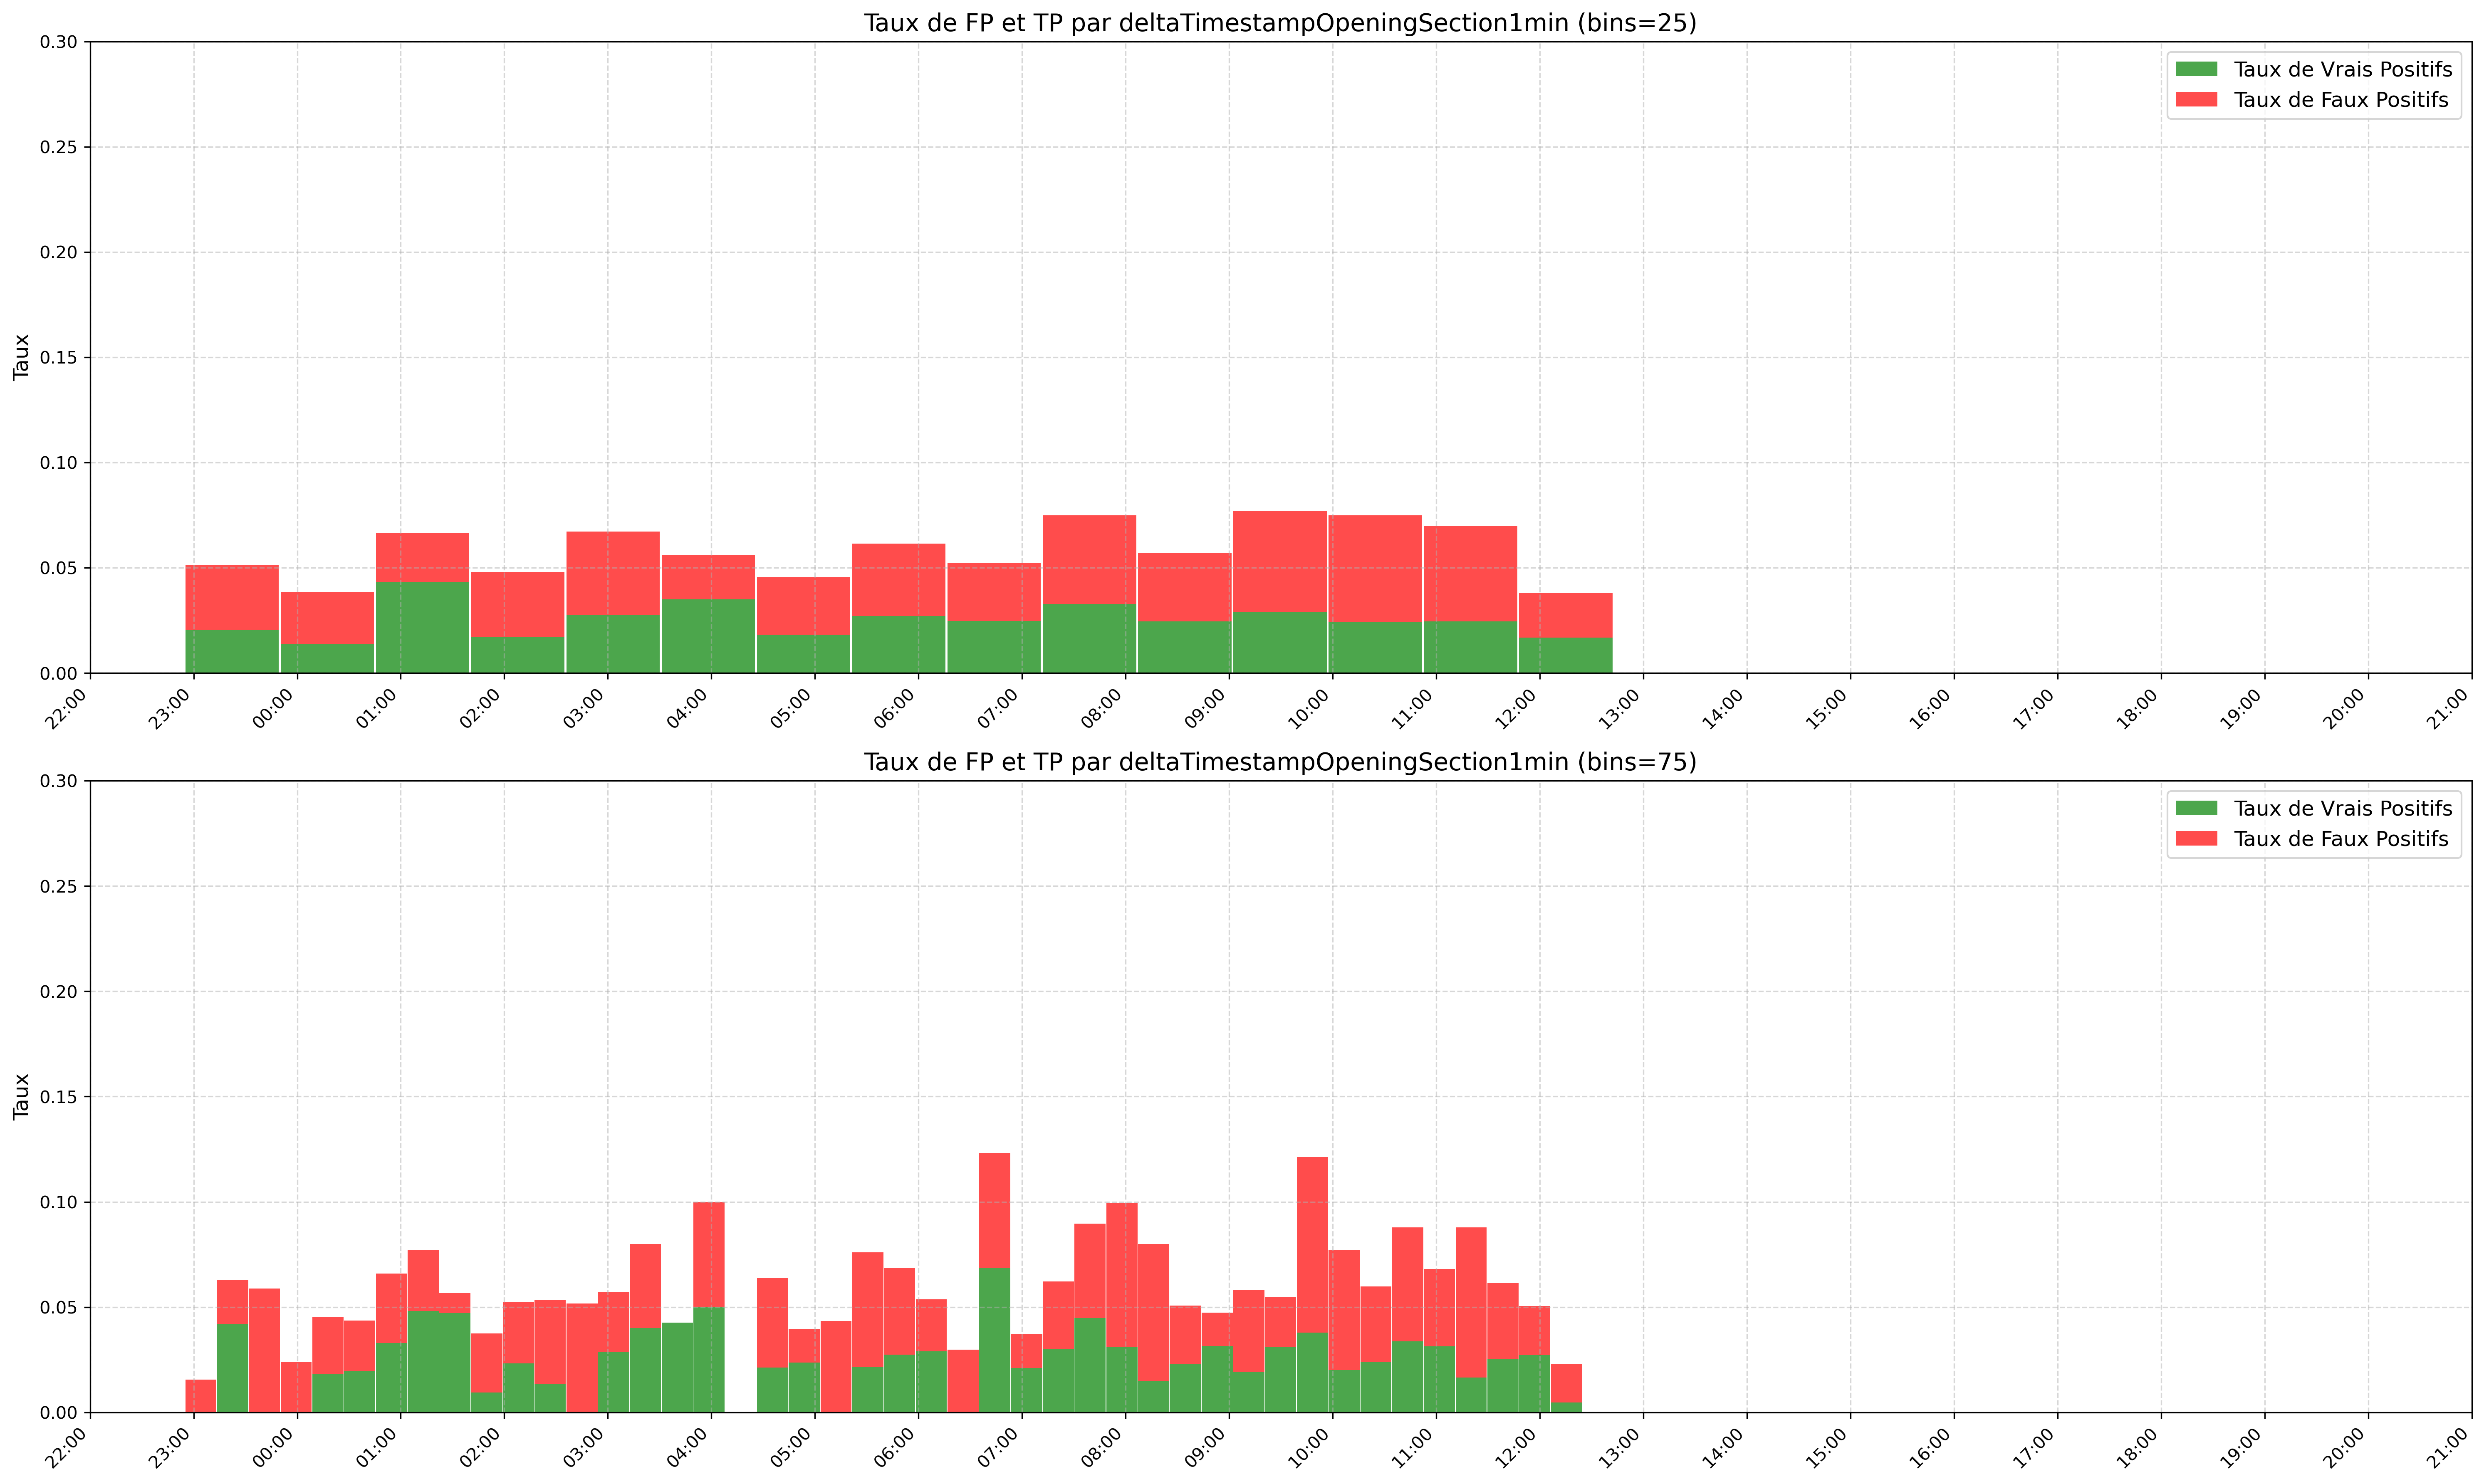 Taux de FP et TP par deltaTimestampOpeningSection1min (bins=25)
Taux de Vrais Positifs
Taux de Faux Positifs
0.30
0.25
0.20
0.15
0.10
0.05
0.00
Taux
22:00 23:00 00:00 01:00 02:00 03:00 04:00 05:00 06:00 07:00 08:00 09:00 10:00 11:00 12:00 13:00 14:00 15:00 16:00 17:00 18:00 19:00 20:00 21:00
Taux de FP et TP par deltaTimestampOpeningSection1min (bins=75)
Taux de Vrais Positifs
Taux de Faux Positifs
0.30
0.25
0.20
0.15
0.10
0.05
0.00
Taux
22:00 23:00 00:00 01:00 02:00 03:00 04:00 05:00 06:00 07:00 08:00 09:00 10:00 11:00 12:00 13:00 14:00 15:00 16:00 17:00 18:00 19:00 20:00 21:00